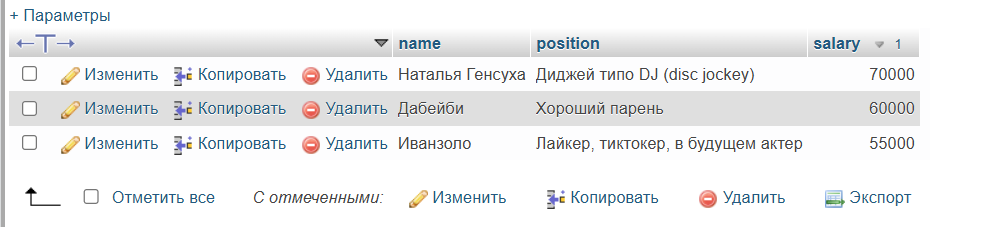 + Параметры
←T→ name position salary 1
Изменить Копировать Удалить Наталья Генсуха Диджей типо DJ (disc jockey) 70000
Изменить Копировать Удалить Дабейби Хороший парень 60000
Изменить Копировать Удалить Иванзоло Лайкер, тиктокер, в будущем актер 55000
Отметить все С отмеченными: Изменить Копировать Удалить Экспорт